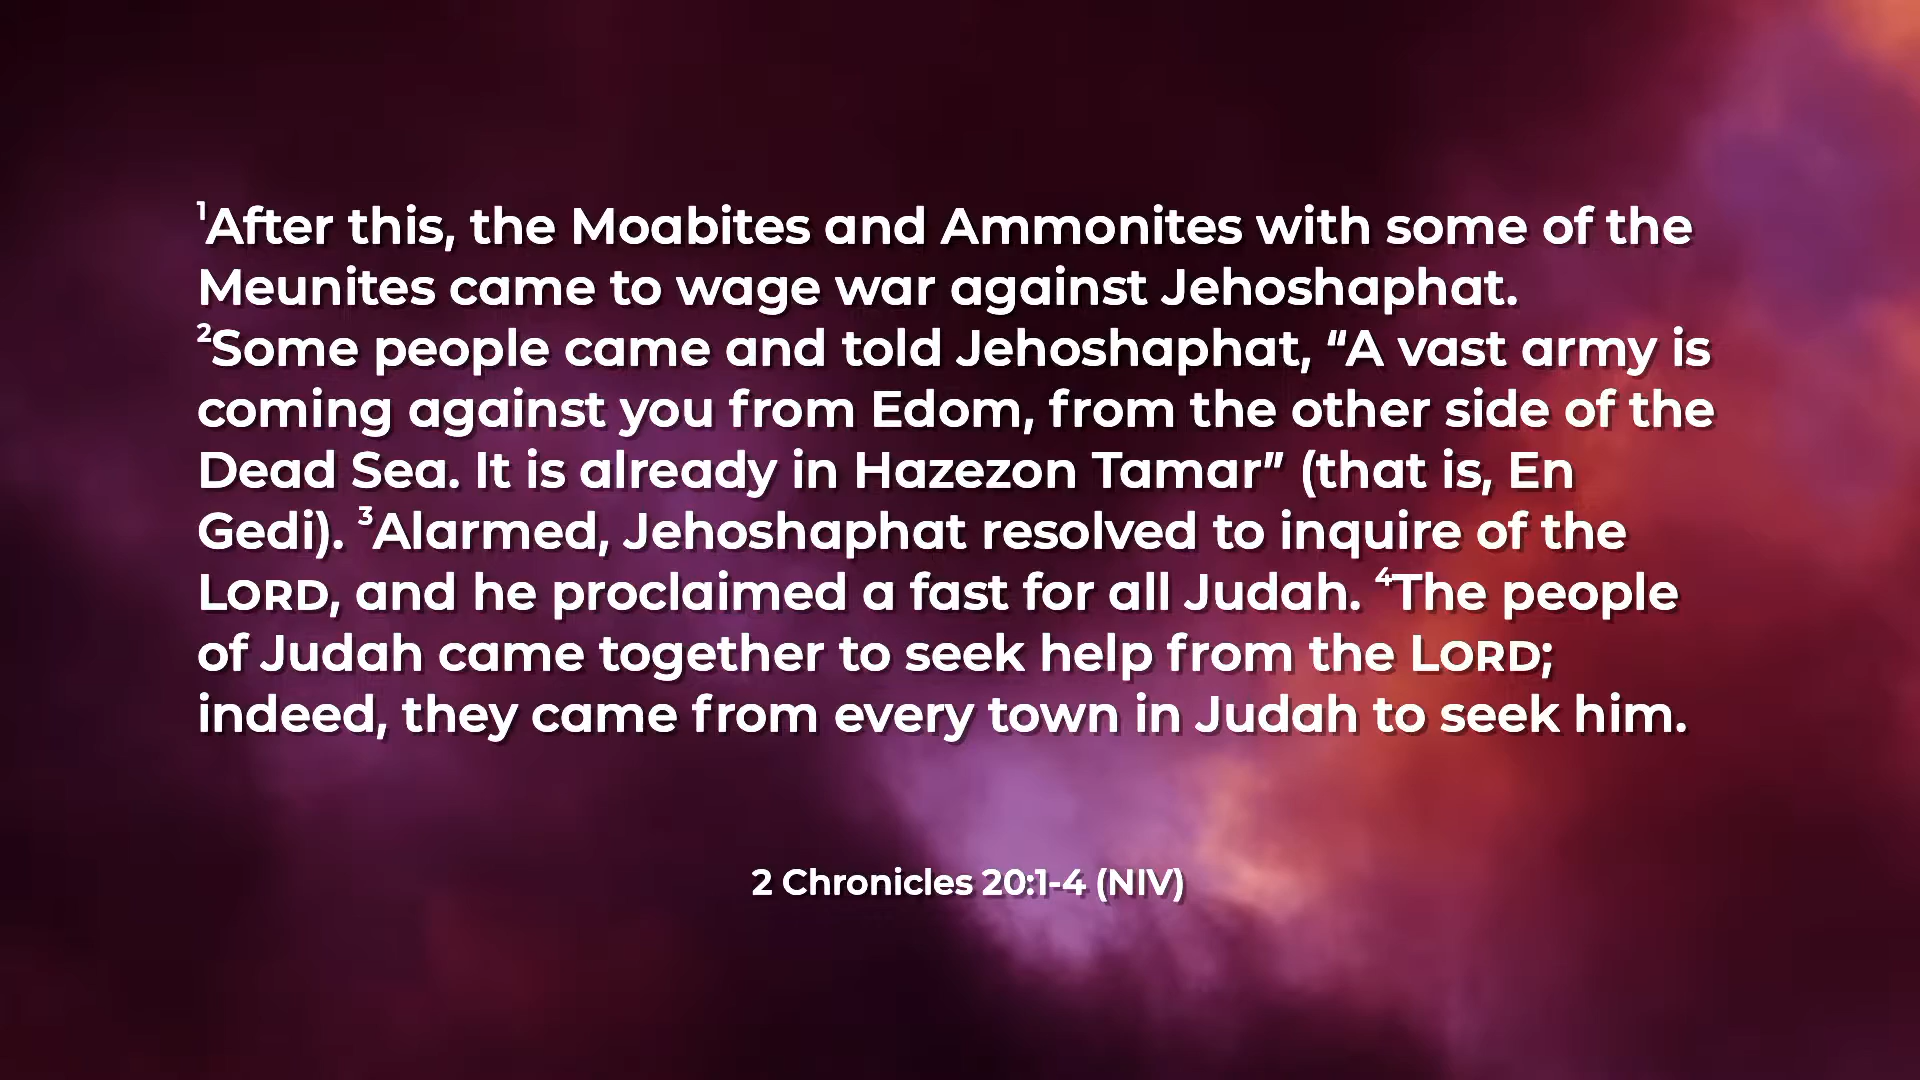 ¹After this, the Moabites and Ammonites with some of the
Meunites came to wage war against Jehoshaphat.
²Some people came and told Jehoshaphat, “A vast army is
coming against you from Edom, from the other side of the
Dead Sea. It is already in Hazezon Tamar” (that is, En
Gedi). ³Alarmed, Jehoshaphat resolved to inquire of the
LORD, and he proclaimed a fast for all Judah. ⁴The people
of Judah came together to seek help from the LORD;
indeed, they came from every town in Judah to seek him.
2 Chronicles 20:1-4 (NIV)